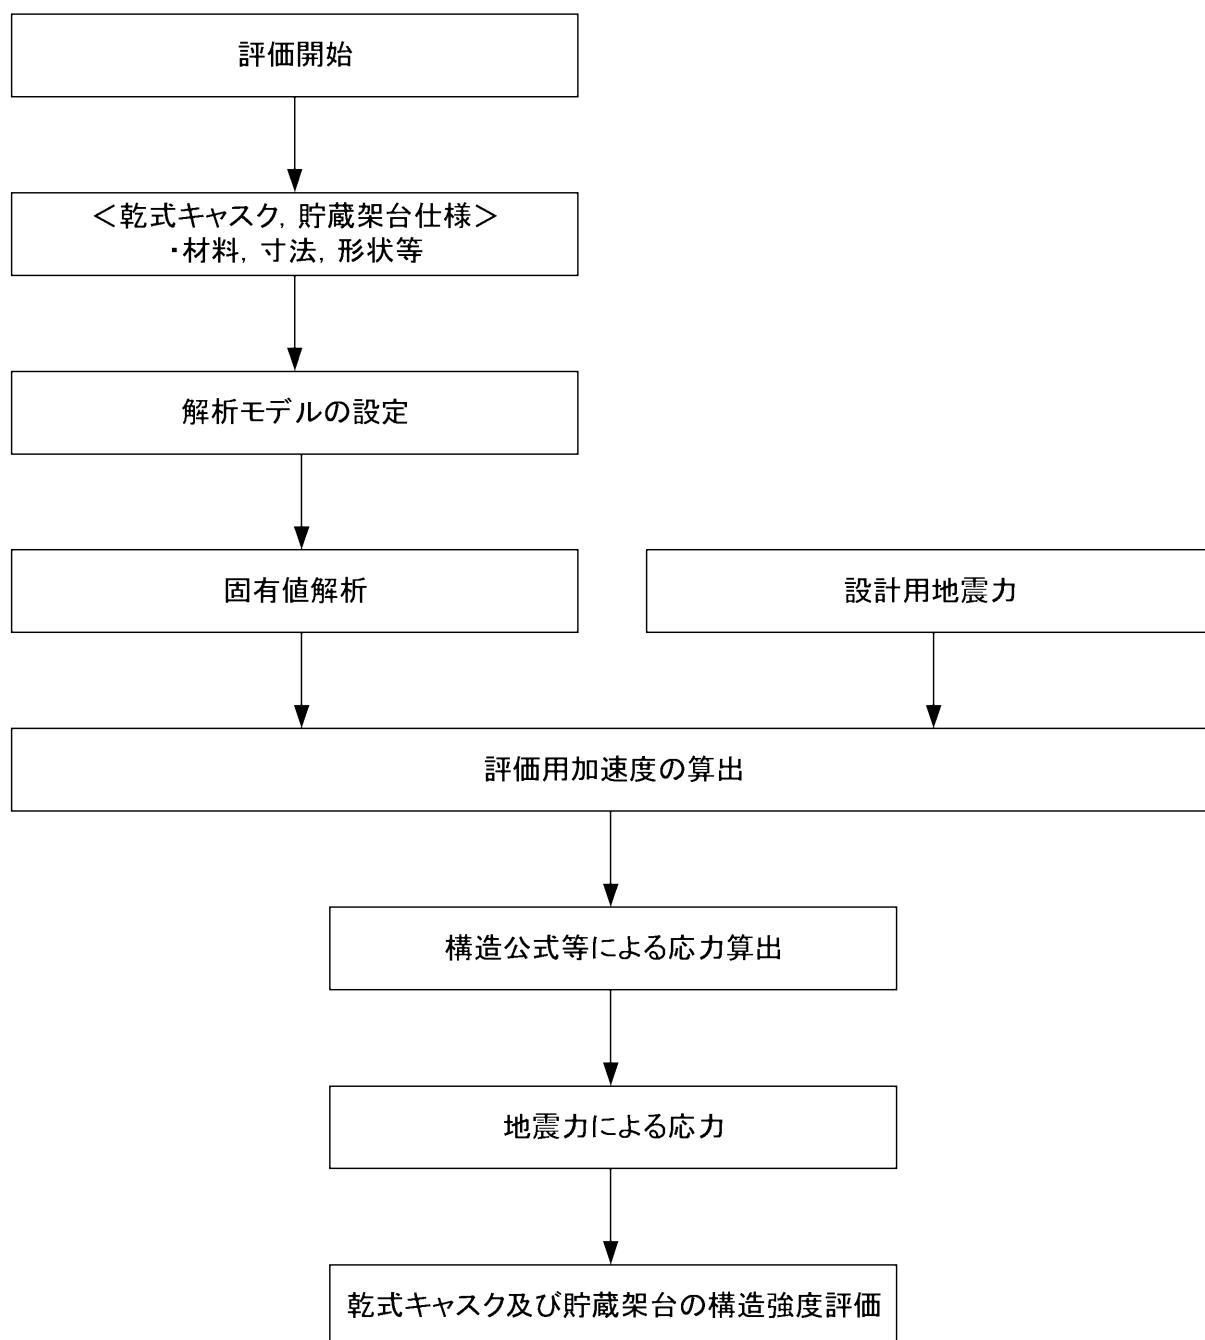 評価開始
＜乾式キャスク, 貯蔵架台仕様＞
・材料, 寸法, 形状等
解析モデルの設定
固有値解析
設計用地震力
評価用加速度の算出
構造公式等による応力算出
地震力による応力
乾式キャスク及び貯蔵架台の構造強度評価